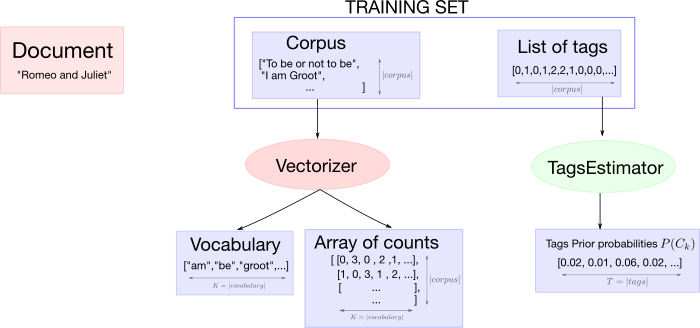 TRAINING SET
Document
"Romeo and Juliet"
Corpus
["To be or not to be",
"I am Groot",
... ]
|corpus|
List of tags
[0,1,0,1,2,2,1,0,0,0,...]
|corpus|
Vectorizer
TagsEstimator
Vocabulary
["am","be","groot",...]
K = |vocabulary|
Array of counts
[ [0, 3, 0 , 2 ,1, ...],
[1, 0, 3, 1 , 2, ...],
[ ... ],
... ]
|corpus|
K = |vocabulary|
Tags Prior probabilities P(C_k)
[0.02, 0.01, 0.06, 0.02, ...]
T = |tags|